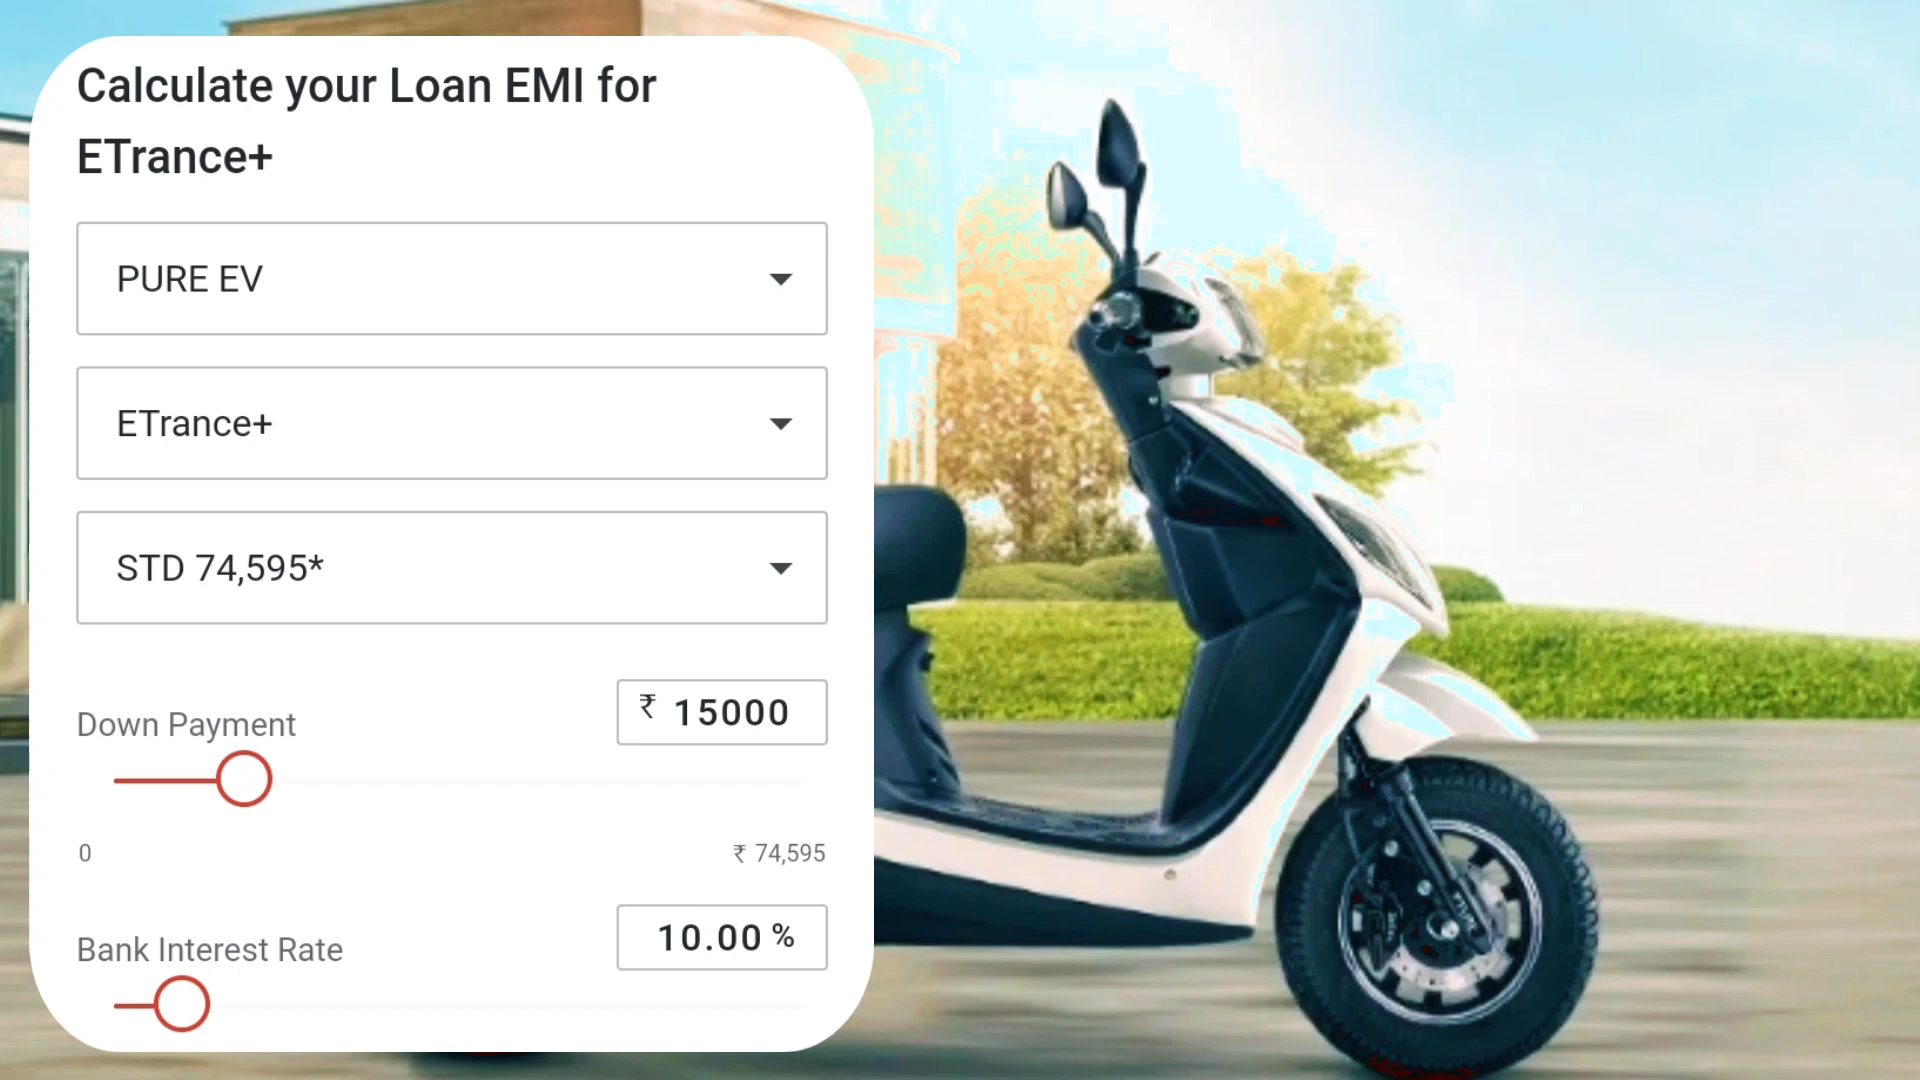 Calculate your Loan EMI for
ETrance+
PURE EV
ETrance+
STD 74,595*
Down Payment
₹ 15000
0
₹ 74,595
Bank Interest Rate
10.00 %